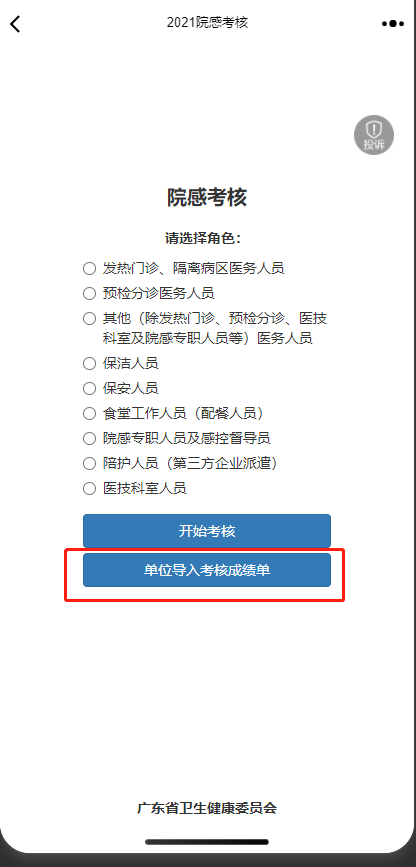 2021院感考核
投诉
院感考核
请选择角色：
发热门诊、隔离病区医务人员
预检分诊医务人员
其他（除发热门诊、预检分诊、医技
科室及院感专职人员等）医务人员
保洁人员
保安人员
食堂工作人员（配餐人员）
院感专职人员及感控督导员
陪护人员（第三方企业派遣）
医技科室人员
开始考核
单位导入考核成绩单
广东省卫生健康委员会